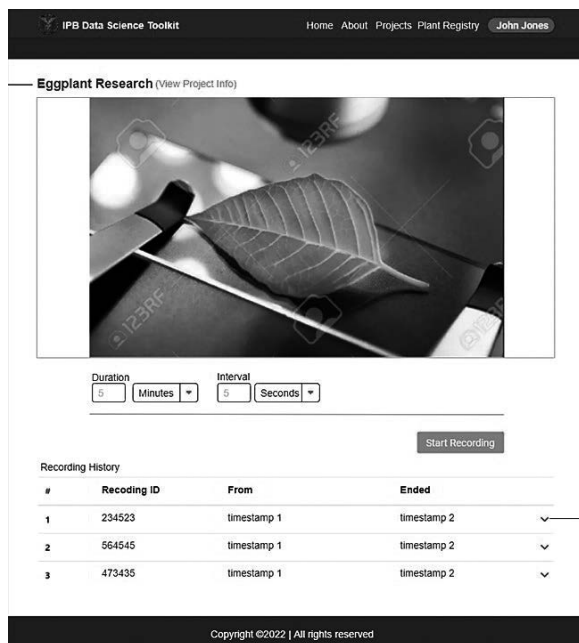 IPB Data Science Toolkit Home About Projects Plant Registry John Jones
Eggplant Research (View Project Info)
123RF
123RF
123RF
Duration Interval
5 Minutes 5 Seconds
Start Recording
Recording History
# Recoding ID From Ended
1 234523 timestamp 1 timestamp 2
2 564545 timestamp 1 timestamp 2
3 473435 timestamp 1 timestamp 2
Copyright ©2022 | All rights reserved